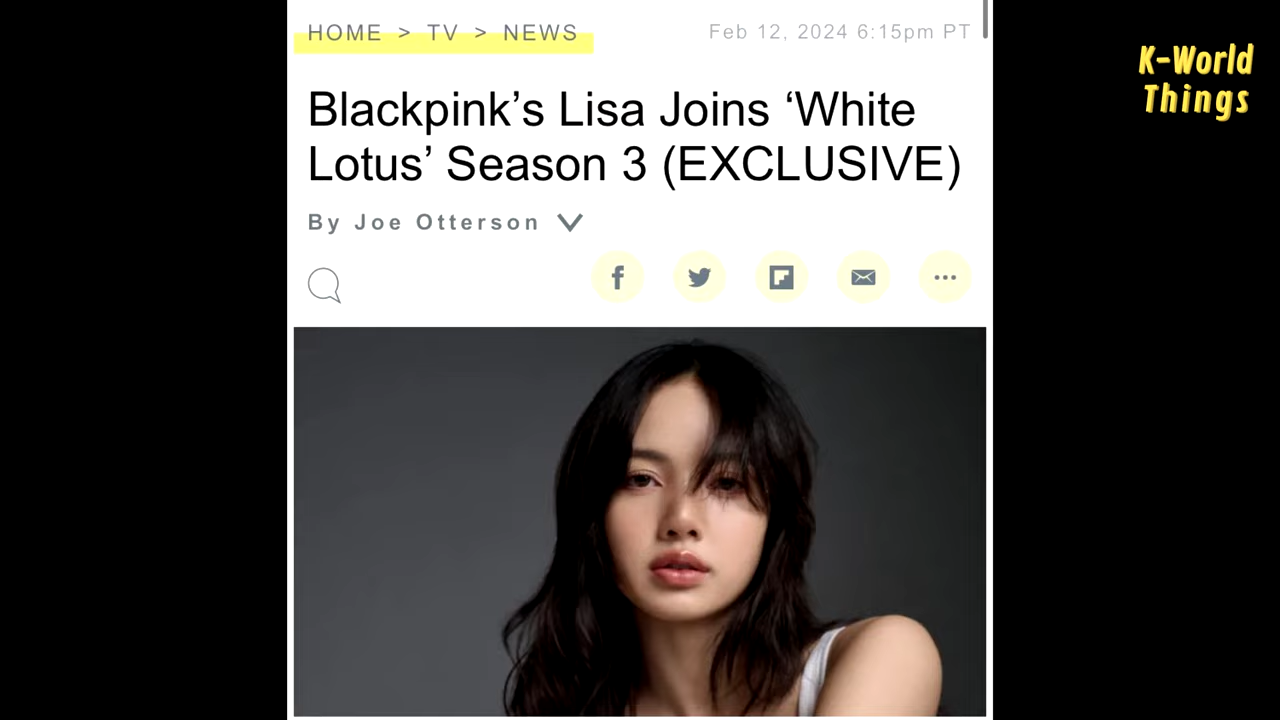 HOME > TV > NEWS
Feb 12, 2024 6:15pm PT
K-World
Things
Blackpink’s Lisa Joins ‘White
Lotus’ Season 3 (EXCLUSIVE)
By Joe Otterson